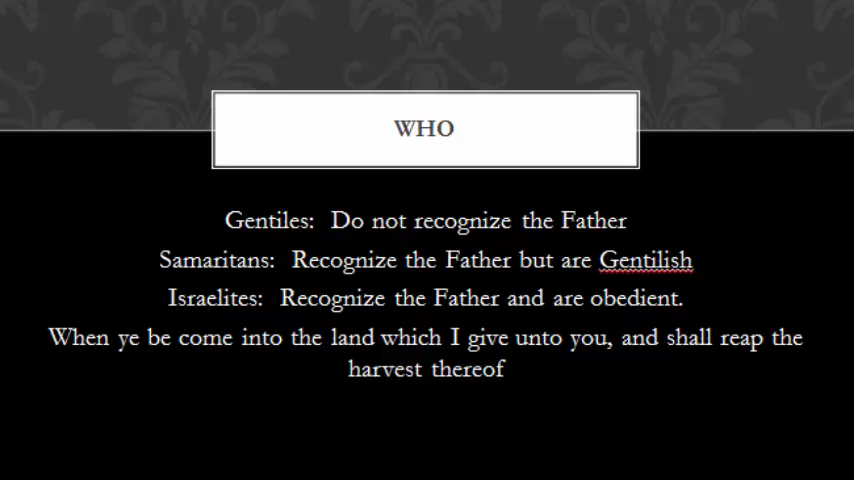 WHO
Gentiles: Do not recognize the Father
Samaritans: Recognize the Father but are Gentilish
Israelites: Recognize the Father and are obedient.
When ye be come into the land which I give unto you, and shall reap the
harvest thereof